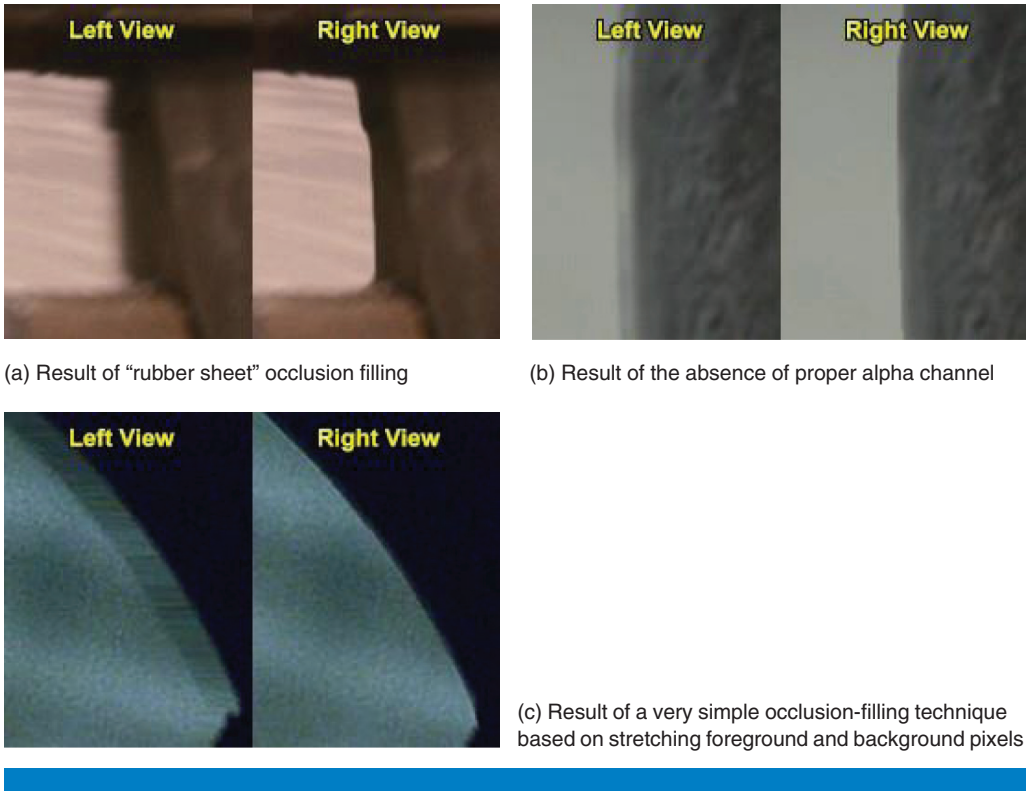 Left View
Right View
Left View
Right View
(a) Result of “rubber sheet” occlusion filling
(b) Result of the absence of proper alpha channel
Left View
Right View
(c) Result of a very simple occlusion-filling technique
based on stretching foreground and background pixels